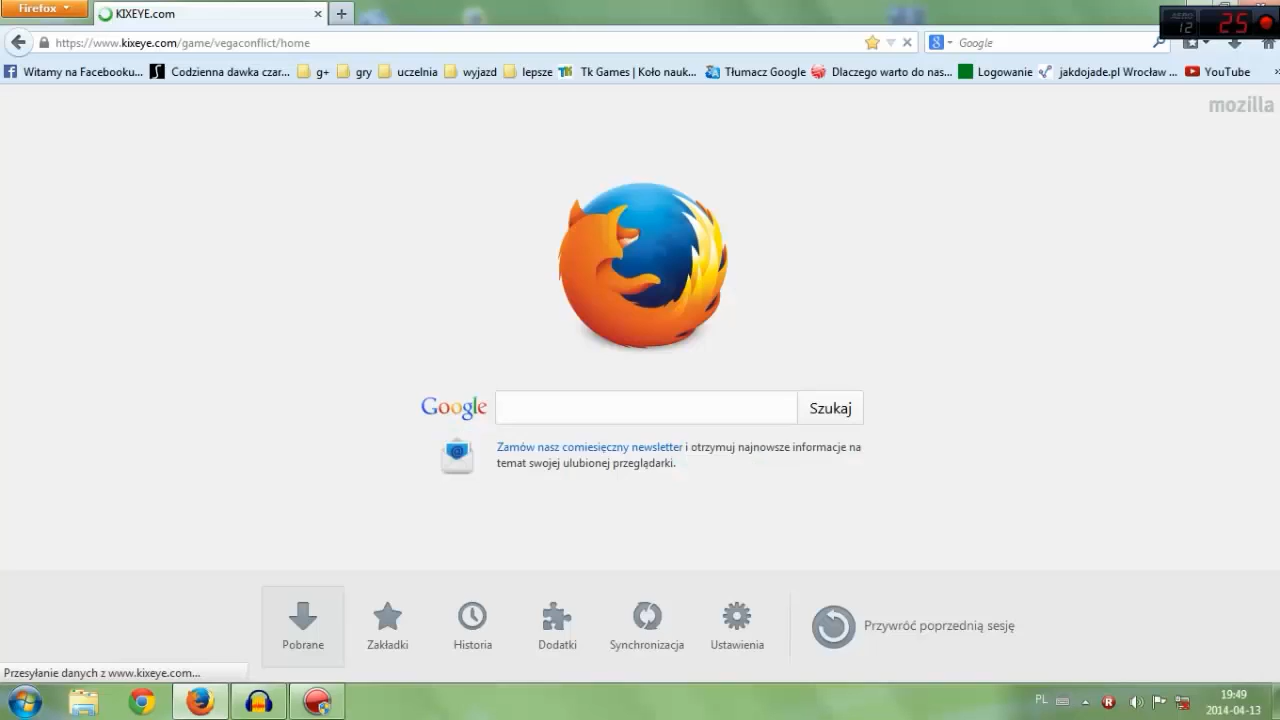 Firefox
KIXEYE.com
https://www.kixeye.com/game/vegaconflict/home
Google
12
25
Witamy na Facebooku...
Codzienna dawka czar...
g+
gry
uczelnia
wyjazd
lepsze
Tk Games | Koło nauk...
Tłumacz Google
Dlaczego warto do nas...
Logowanie
jakdojade.pl Wrocław ...
YouTube
mozilla
Google
Szukaj
Zamów nasz comiesięczny newsletter i otrzymuj najnowsze informacje na
temat swojej ulubionej przeglądarki.
Pobrane
Zakładki
Historia
Dodatki
Synchronizacja
Ustawienia
Przywróć poprzednią sesję
Przesyłanie danych z www.kixeye.com...
PL
19:49
2014-04-13